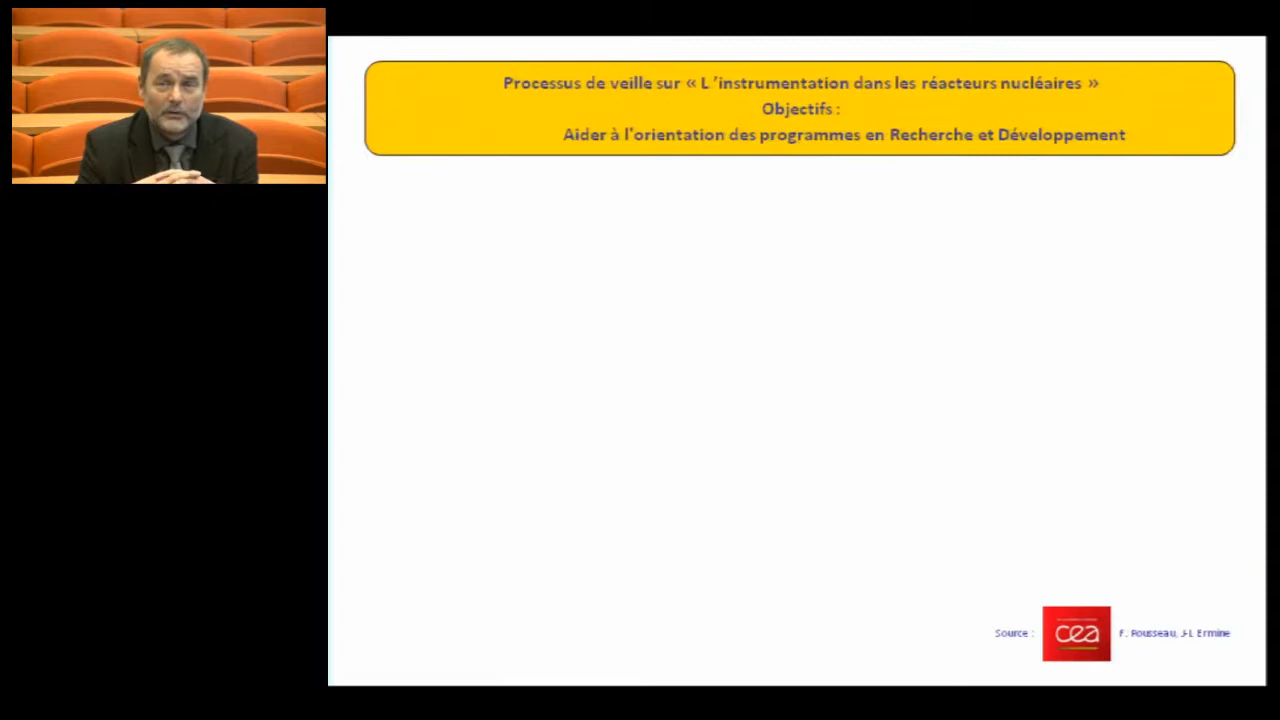 Processus de veille sur « L'instrumentation dans les réacteurs nucléaires »
Objectifs :
Aider à l'orientation des programmes en Recherche et Développement
Source : cea F. Rousseau, J-L Ermine